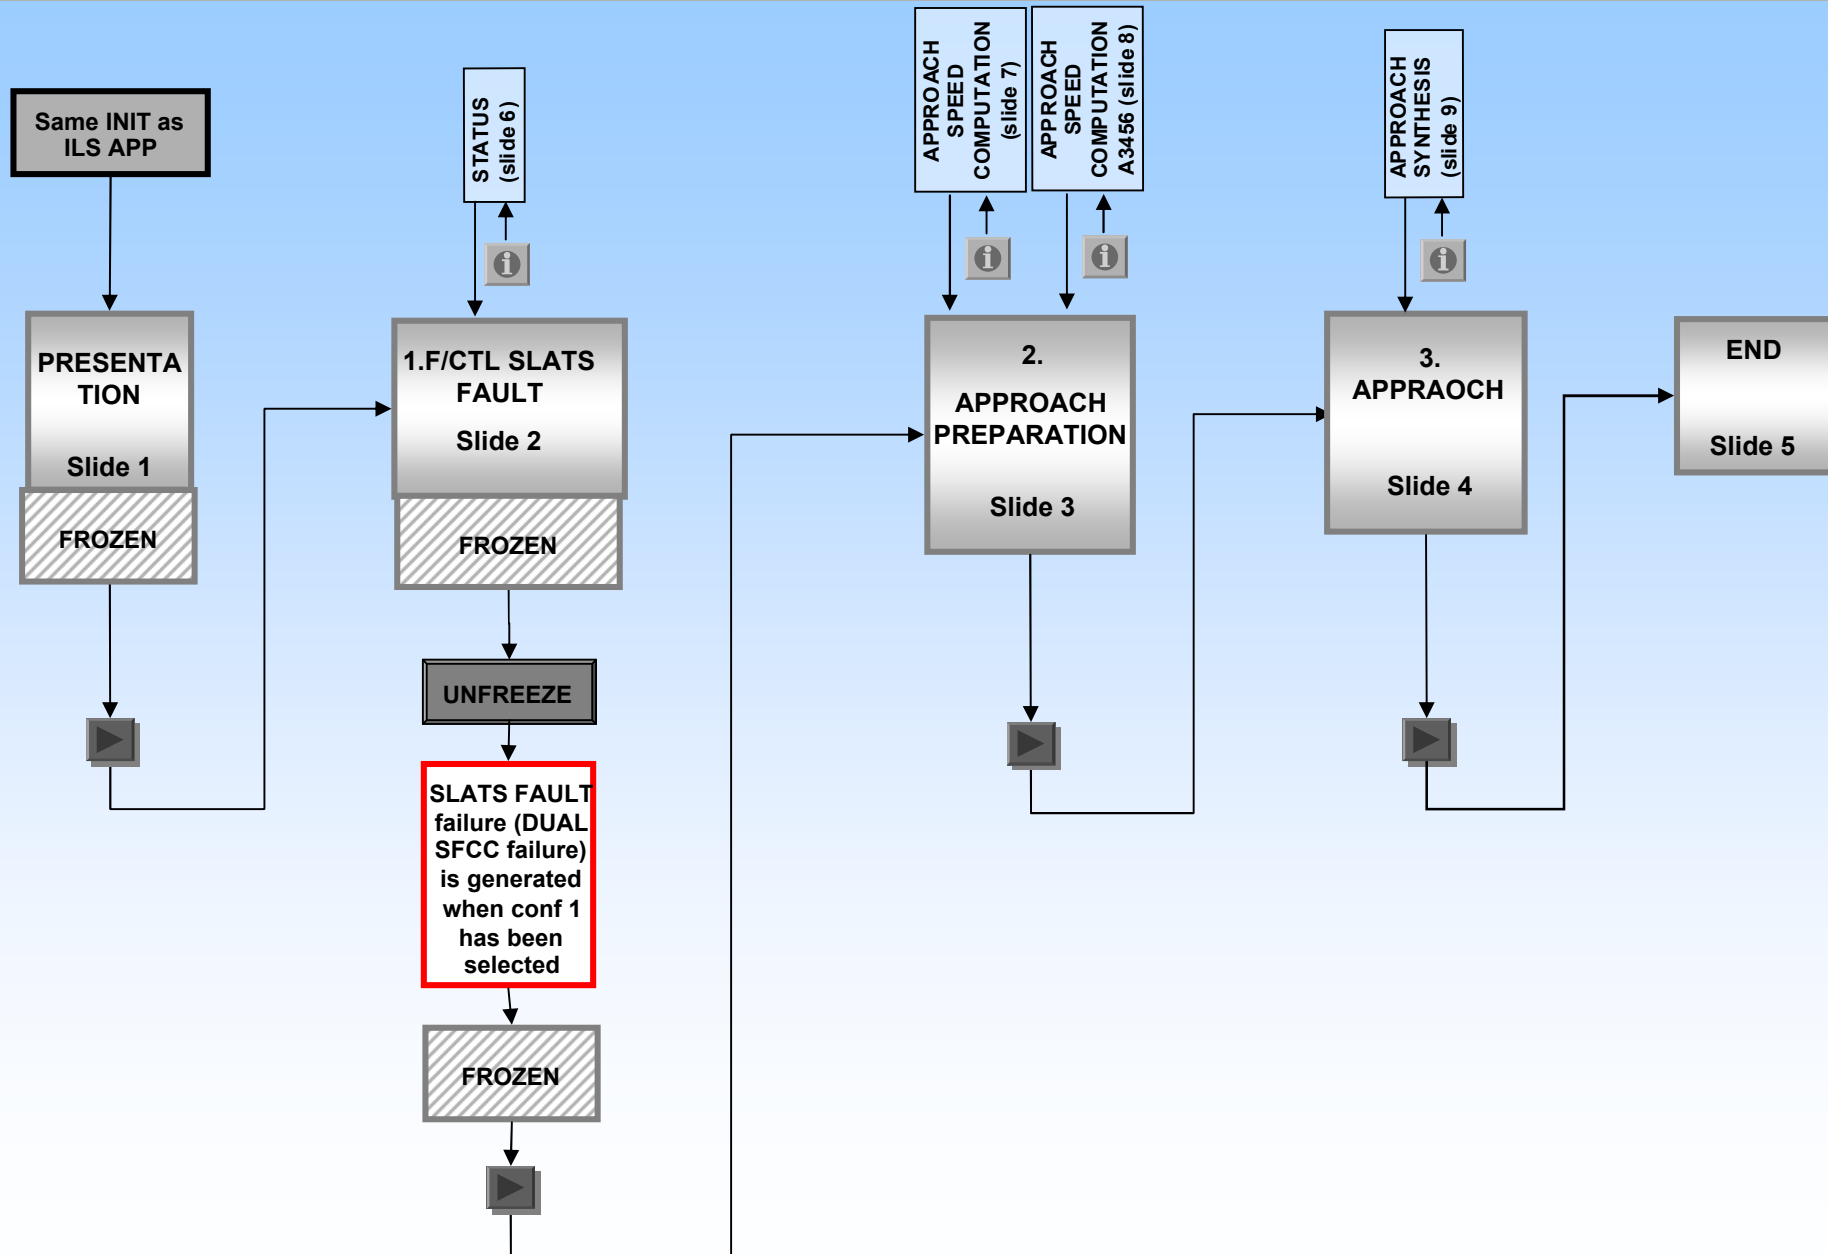 Same INIT as
ILS APP
STATUS
(slide 6)
APPROACH
SPEED
COMPUTATION
(slide 7)
APPROACH
SPEED
COMPUTATION
A3456 (slide 8)
APPROACH
SYNTHESIS
(slide 9)
PRESENTA
TION
Slide 1
FROZEN
1.F/CTL SLATS
FAULT
Slide 2
FROZEN
UNFREEZE
SLATS FAULT
failure (DUAL
SFCC failure)
is generated
when conf 1
has been
selected
FROZEN
2.
APPROACH
PREPARATION
Slide 3
3.
APPRAOCH
Slide 4
END
Slide 5